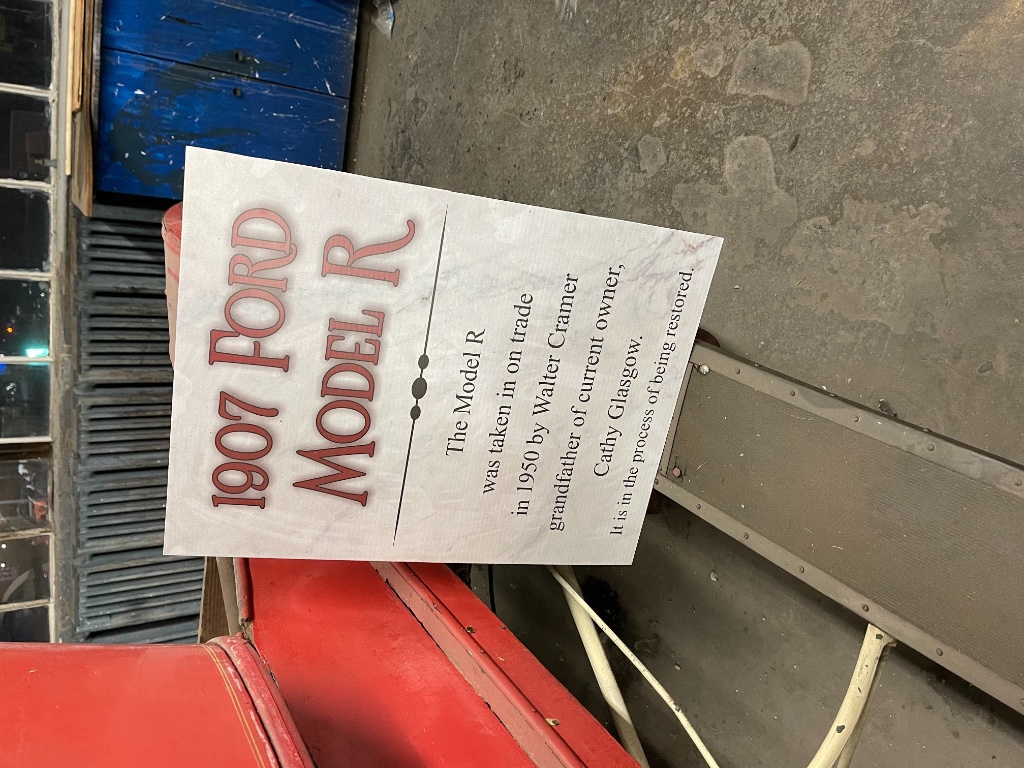 1907 FORD
MODEL R
The Model R
was taken in on trade
in 1950 by Walter Cramer
grandfather of current owner,
Cathy Glasgow.
It is in the process of being restored.